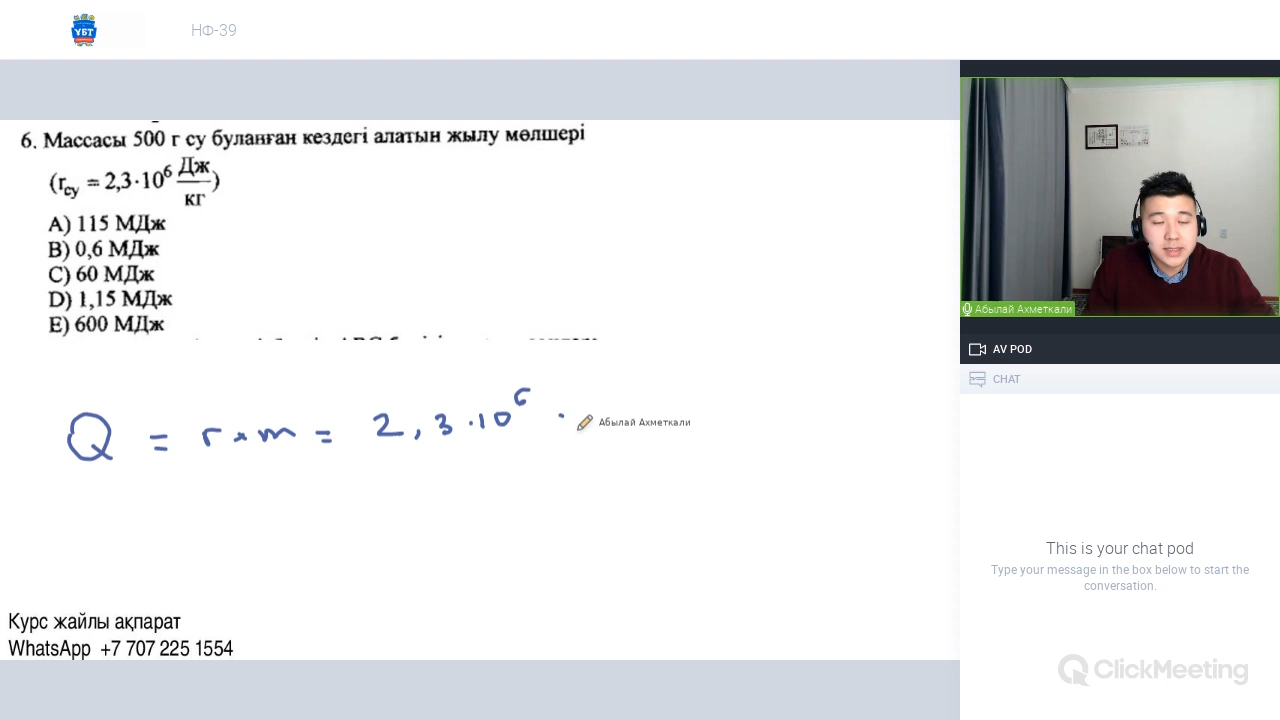 ҰБТ
НФ-39
6. Массасы 500 г су буланған кездегі алатын жылу мөлшері
(rсу = 2,3·10⁶ Дж/кг)
A) 115 МДж
B) 0,6 МДж
C) 60 МДж
D) 1,15 МДж
E) 600 МДж
Q = r * m = 2,3·10⁶ ·
Абылай Ахметкали
Курс жайлы ақпарат
WhatsApp +7 707 225 1554
Абылай Ахметкали
AV POD
CHAT
This is your chat pod
Type your message in the box below to start the
conversation.
ClickMeeting